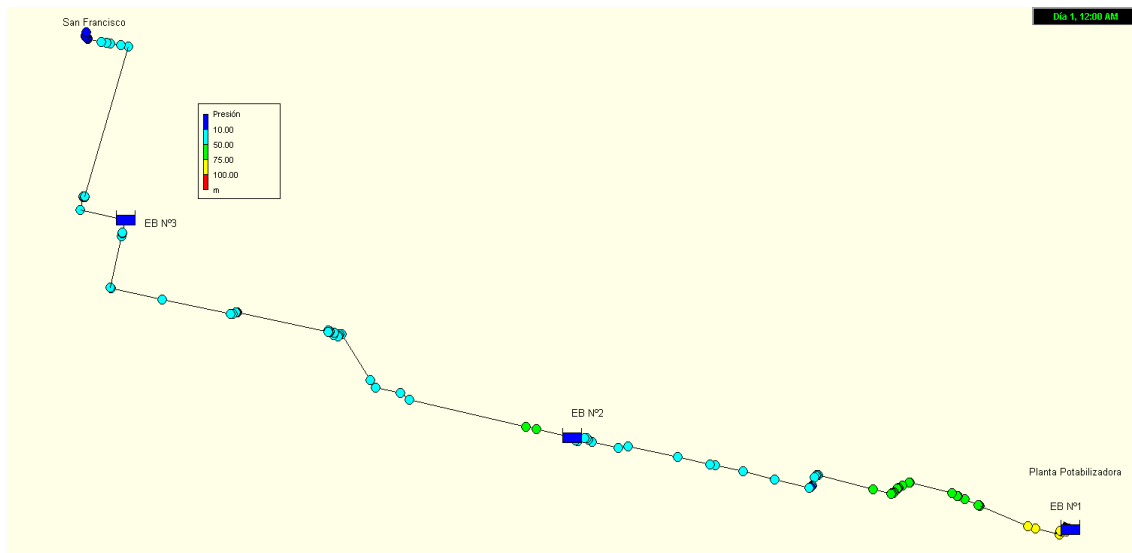 San Francisco
Día 1, 12:00 AM
Presión
10.00
50.00
75.00
100.00
m
EB Nº3
EB Nº2
Planta Potabilizadora
EB Nº1